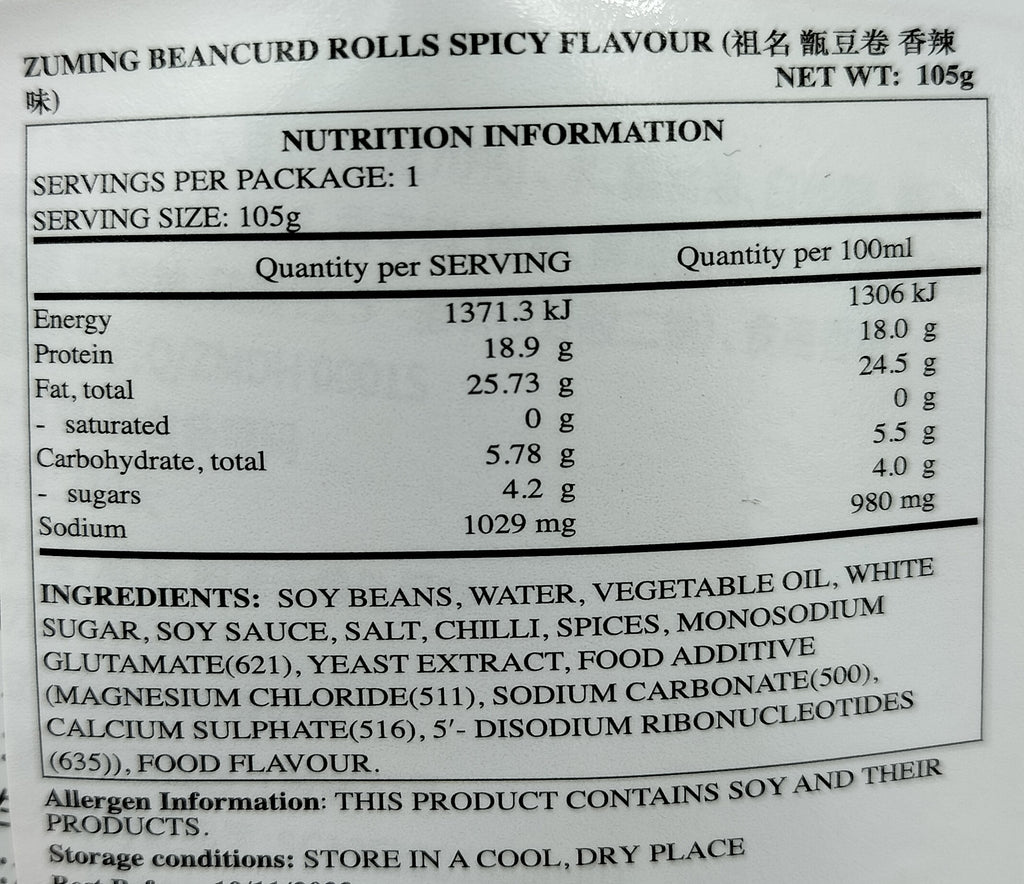 ZUMING BEANCURD ROLLS SPICY FLAVOUR (祖名 甑豆卷 香辣
味)
NET WT: 105g
NUTRITION INFORMATION
SERVINGS PER PACKAGE: 1
SERVING SIZE: 105g
Quantity per SERVING Quantity per 100ml
Energy 1371.3 kJ 1306 kJ
Protein 18.9 g 18.0 g
Fat, total 25.73 g 24.5 g
- saturated 0 g 0 g
Carbohydrate, total 5.78 g 5.5 g
- sugars 4.2 g 4.0 g
Sodium 1029 mg 980 mg
INGREDIENTS: SOY BEANS, WATER, VEGETABLE OIL, WHITE
SUGAR, SOY SAUCE, SALT, CHILLI, SPICES, MONOSODIUM
GLUTAMATE(621), YEAST EXTRACT, FOOD ADDITIVE
(MAGNESIUM CHLORIDE(511), SODIUM CARBONATE(500),
CALCIUM SULPHATE(516), 5'- DISODIUM RIBONUCLEOTIDES
(635)), FOOD FLAVOUR.
Allergen Information: THIS PRODUCT CONTAINS SOY AND THEIR
PRODUCTS.
Storage conditions: STORE IN A COOL, DRY PLACE